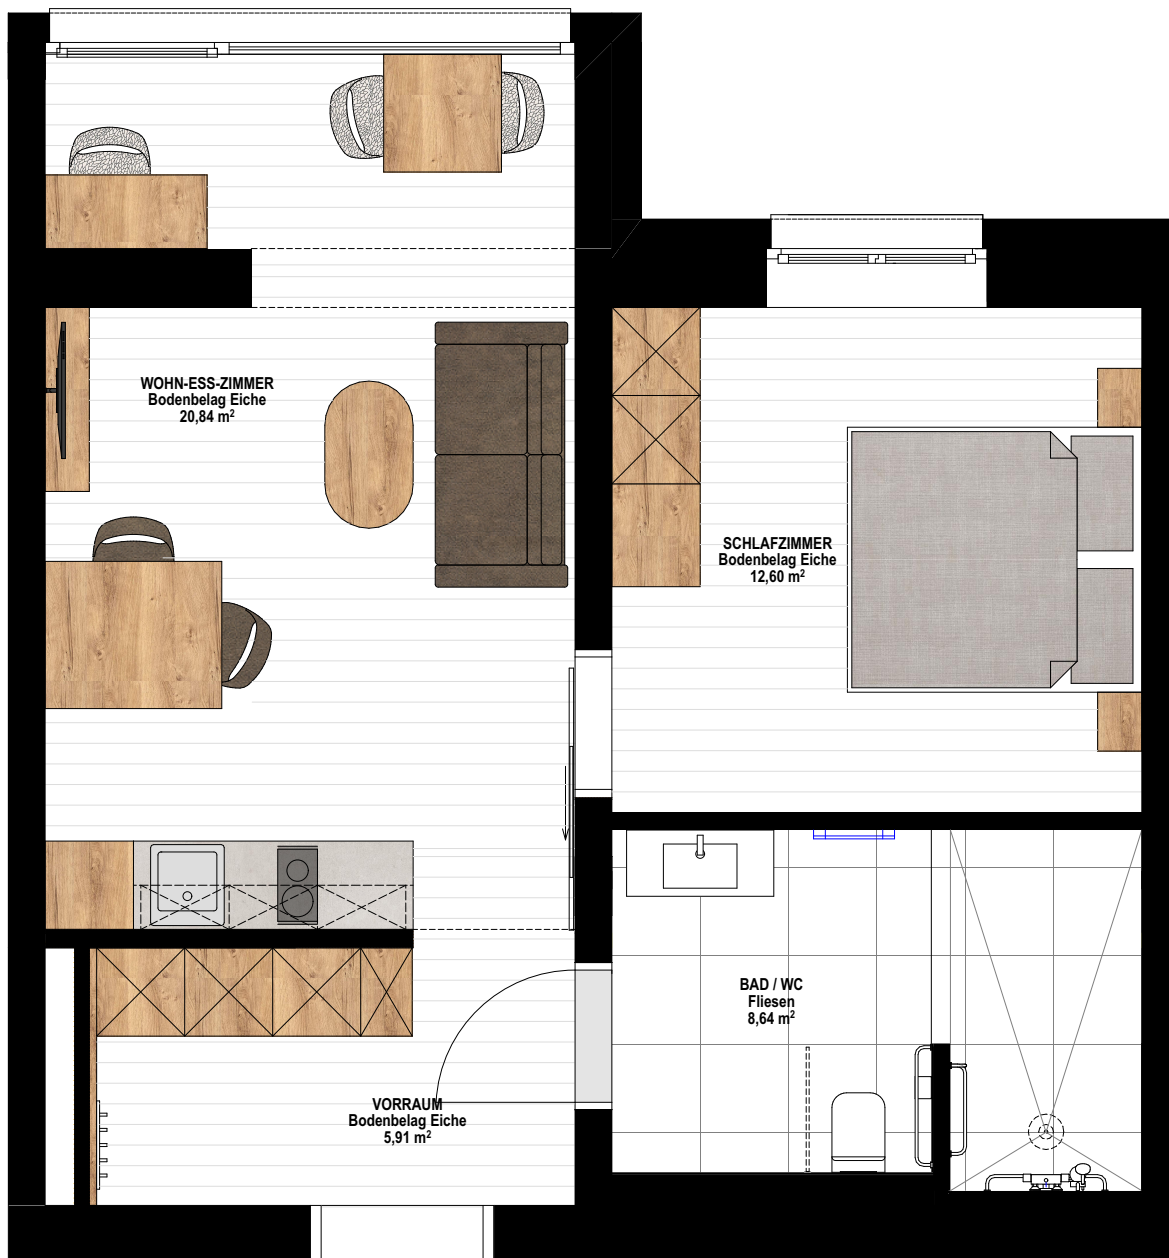 WOHN-ESS-ZIMMER
Bodenbelag Eiche
20,84 m²
SCHLAFZIMMER
Bodenbelag Eiche
12,60 m²
BAD / WC
Fliesen
8,64 m²
VORRAUM
Bodenbelag Eiche
5,91 m²